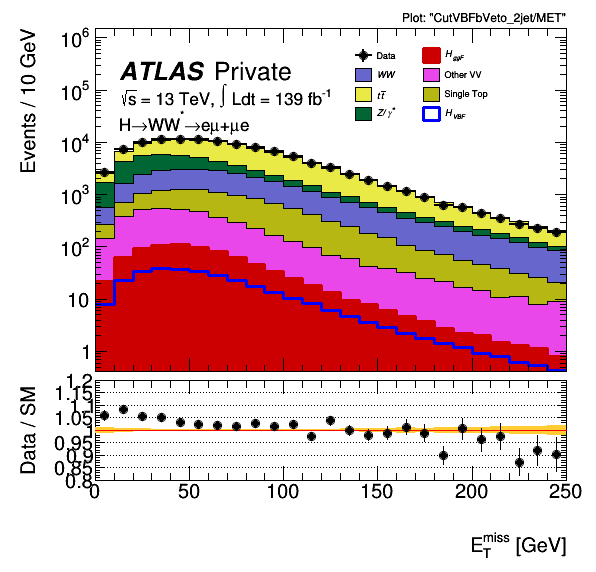 Plot: "CutVBFbVeto_2jet/MET"
Events / 10 GeV
10⁶
10⁵
10⁴
10³
10²
10
1
ATLAS Private
√s = 13 TeV, ∫ Ldt = 139 fb⁻¹
H→WW*→eμ+μe
Data
WW
tt̅
Z/γ*
H_ggF
Other VV
Single Top
H_VBF
Data / SM
1.2
1.15
1.1
1.05
1
0.95
0.9
0.85
0.8
0 50 100 150 200 250
E_T^miss [GeV]